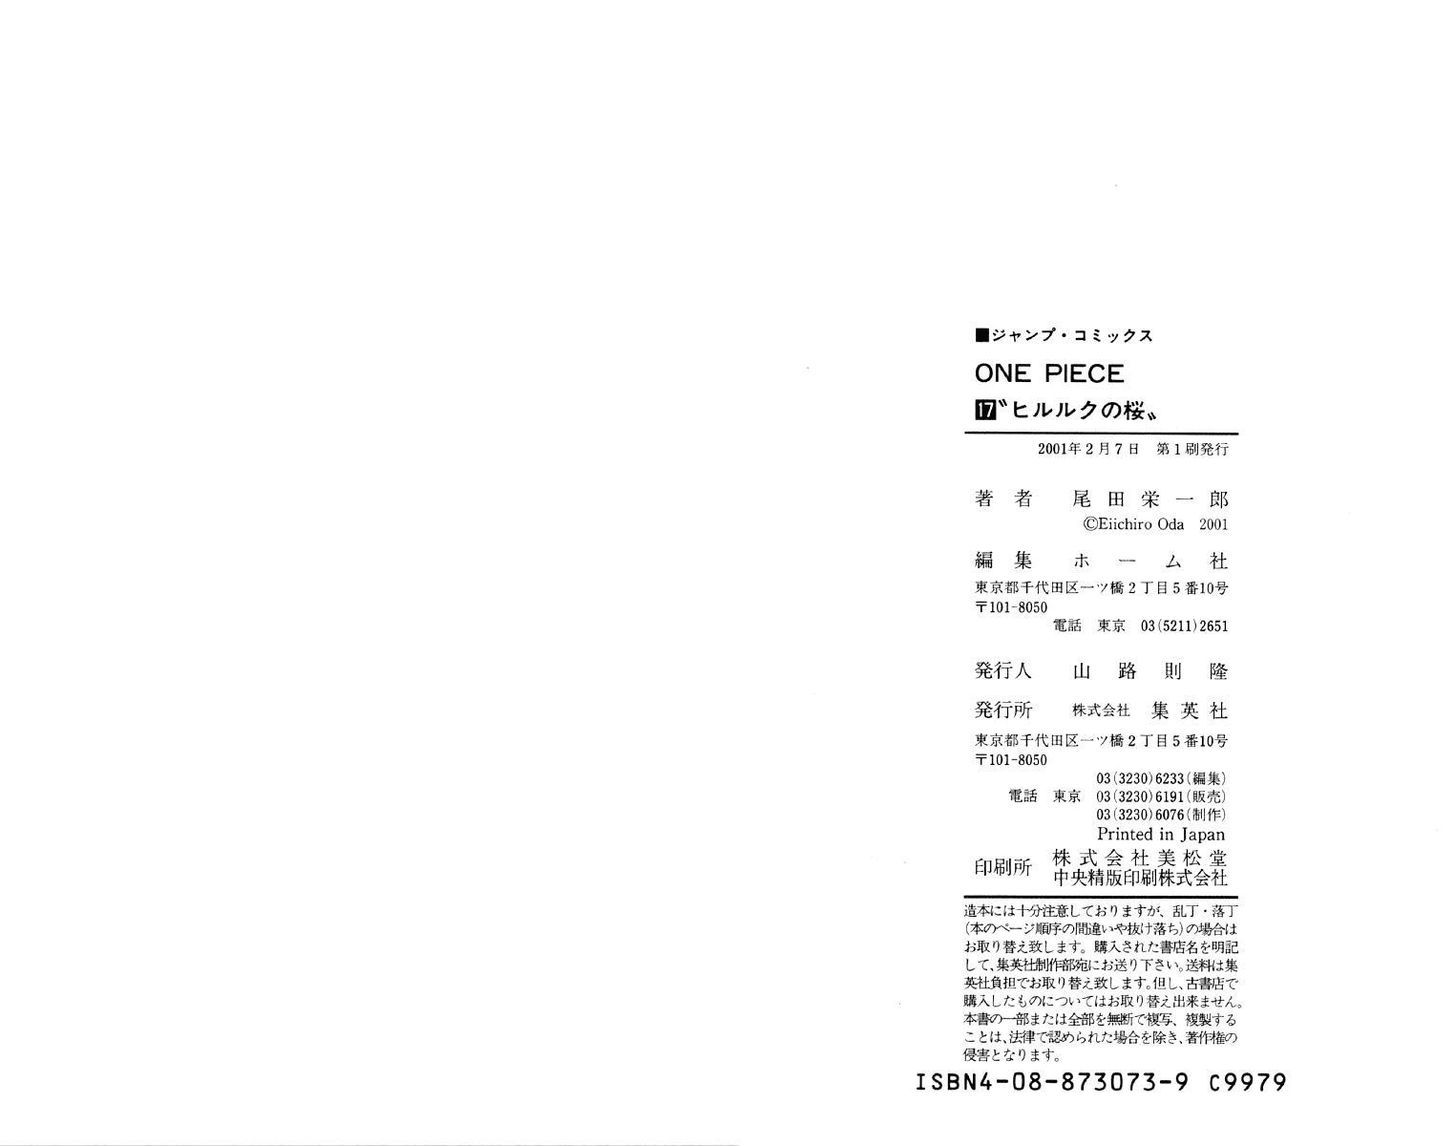 ■ジャンプ・コミックス
ONE PIECE
17〝ヒルルクの桜〟
2001年2月7日　第1刷発行
著者　尾田栄一郎
©Eiichiro Oda　2001
編集　ホーム社
東京都千代田区一ツ橋2丁目5番10号
〒101-8050
電話　東京　03(5211)2651
発行人　山路則隆
発行所　株式会社　集英社
東京都千代田区一ツ橋2丁目5番10号
〒101-8050
03(3230)6233(編集)
電話　東京　03(3230)6191(販売)
03(3230)6076(制作)
Printed in Japan
印刷所　株式会社美松堂
中央精版印刷株式会社
造本には十分注意しておりますが、乱丁・落丁
(本のページ順序の間違いや抜け落ち)の場合は
お取り替え致します。購入された書店名を明記
して、集英社制作部宛にお送り下さい。送料は集
英社負担でお取り替え致します。但し、古書店で
購入したものについてはお取り替え出来ません。
本書の一部または全部を無断で複写、複製する
ことは、法律で認められた場合を除き、著作権の
侵害となります。
ISBN4-08-873073-9 C9979